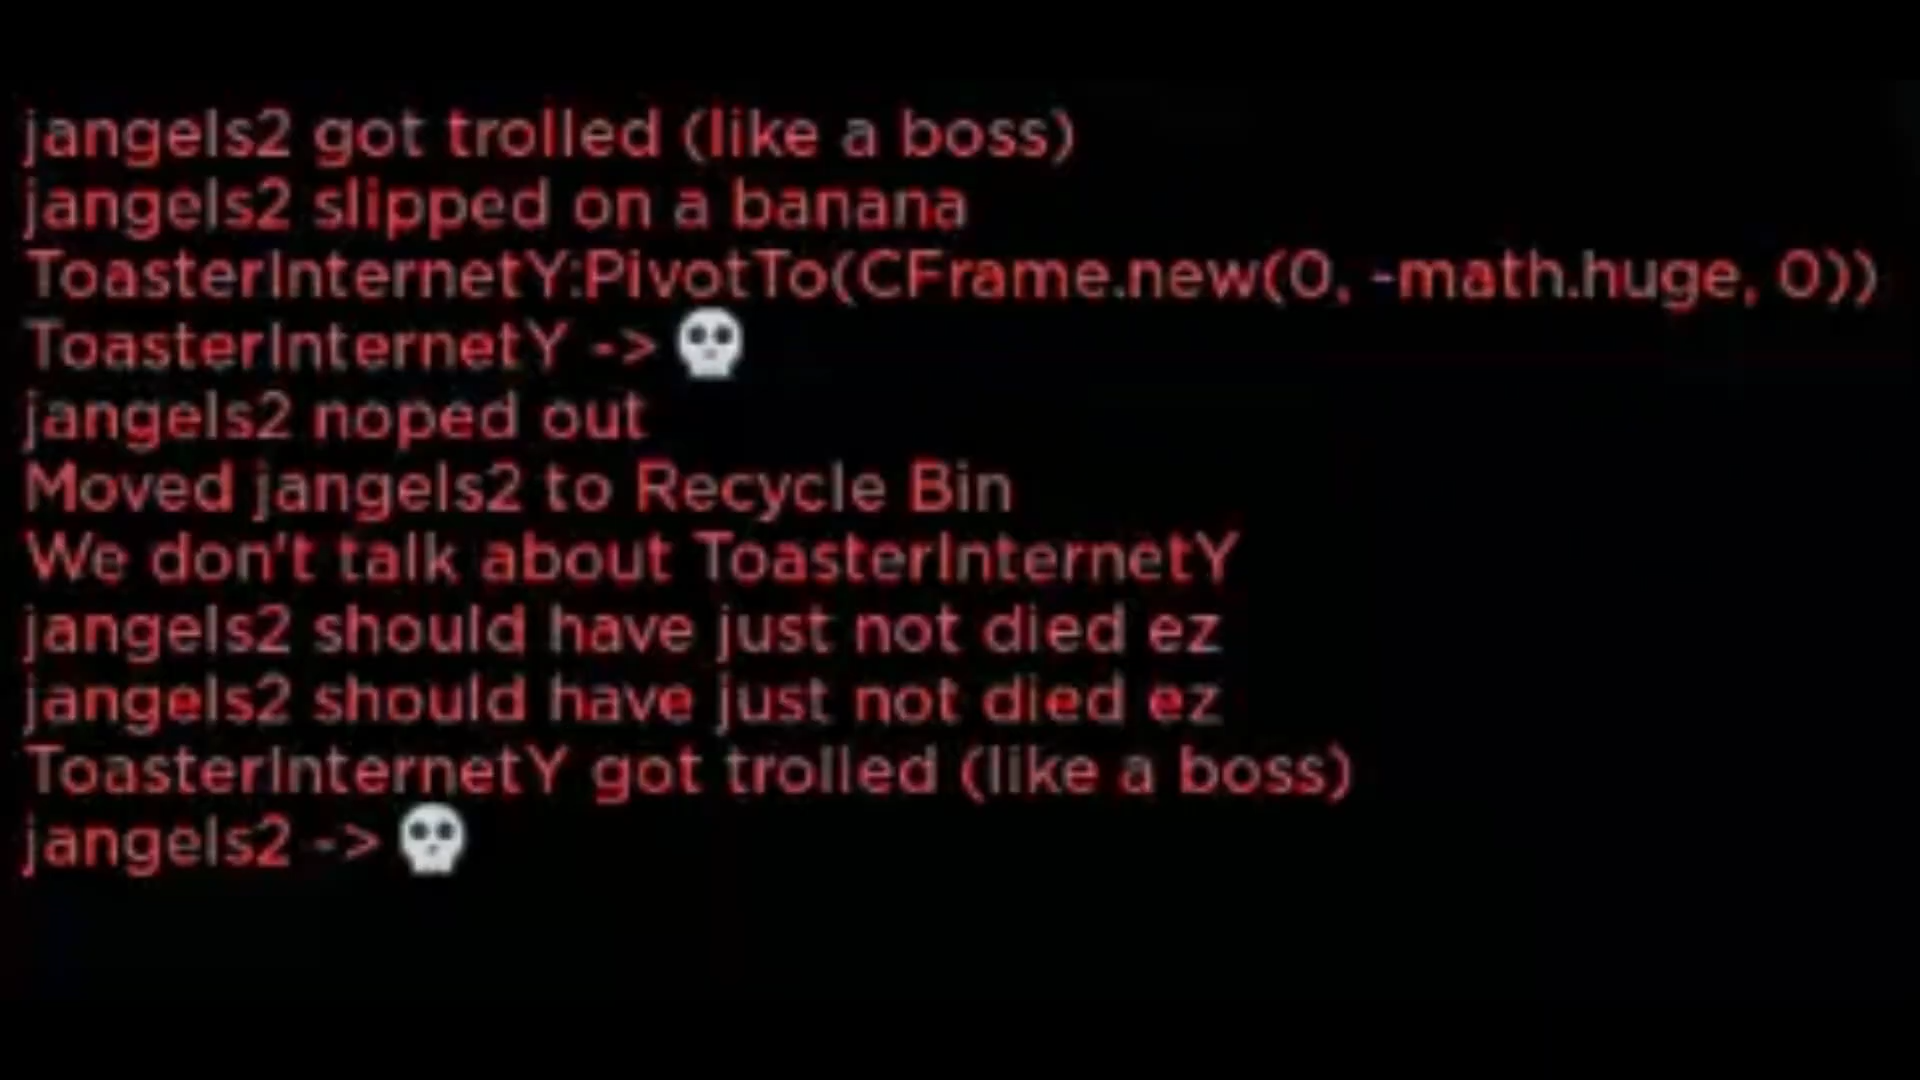 jangels2 got trolled (like a boss)
jangels2 slipped on a banana
ToasterInternetY:PivotTo(CFrame.new(0, -math.huge, 0))
ToasterInternetY -> 💀
jangels2 noped out
Moved jangels2 to Recycle Bin
We don't talk about ToasterInternetY
jangels2 should have just not died ez
jangels2 should have just not died ez
ToasterInternetY got trolled (like a boss)
jangels2 -> 💀